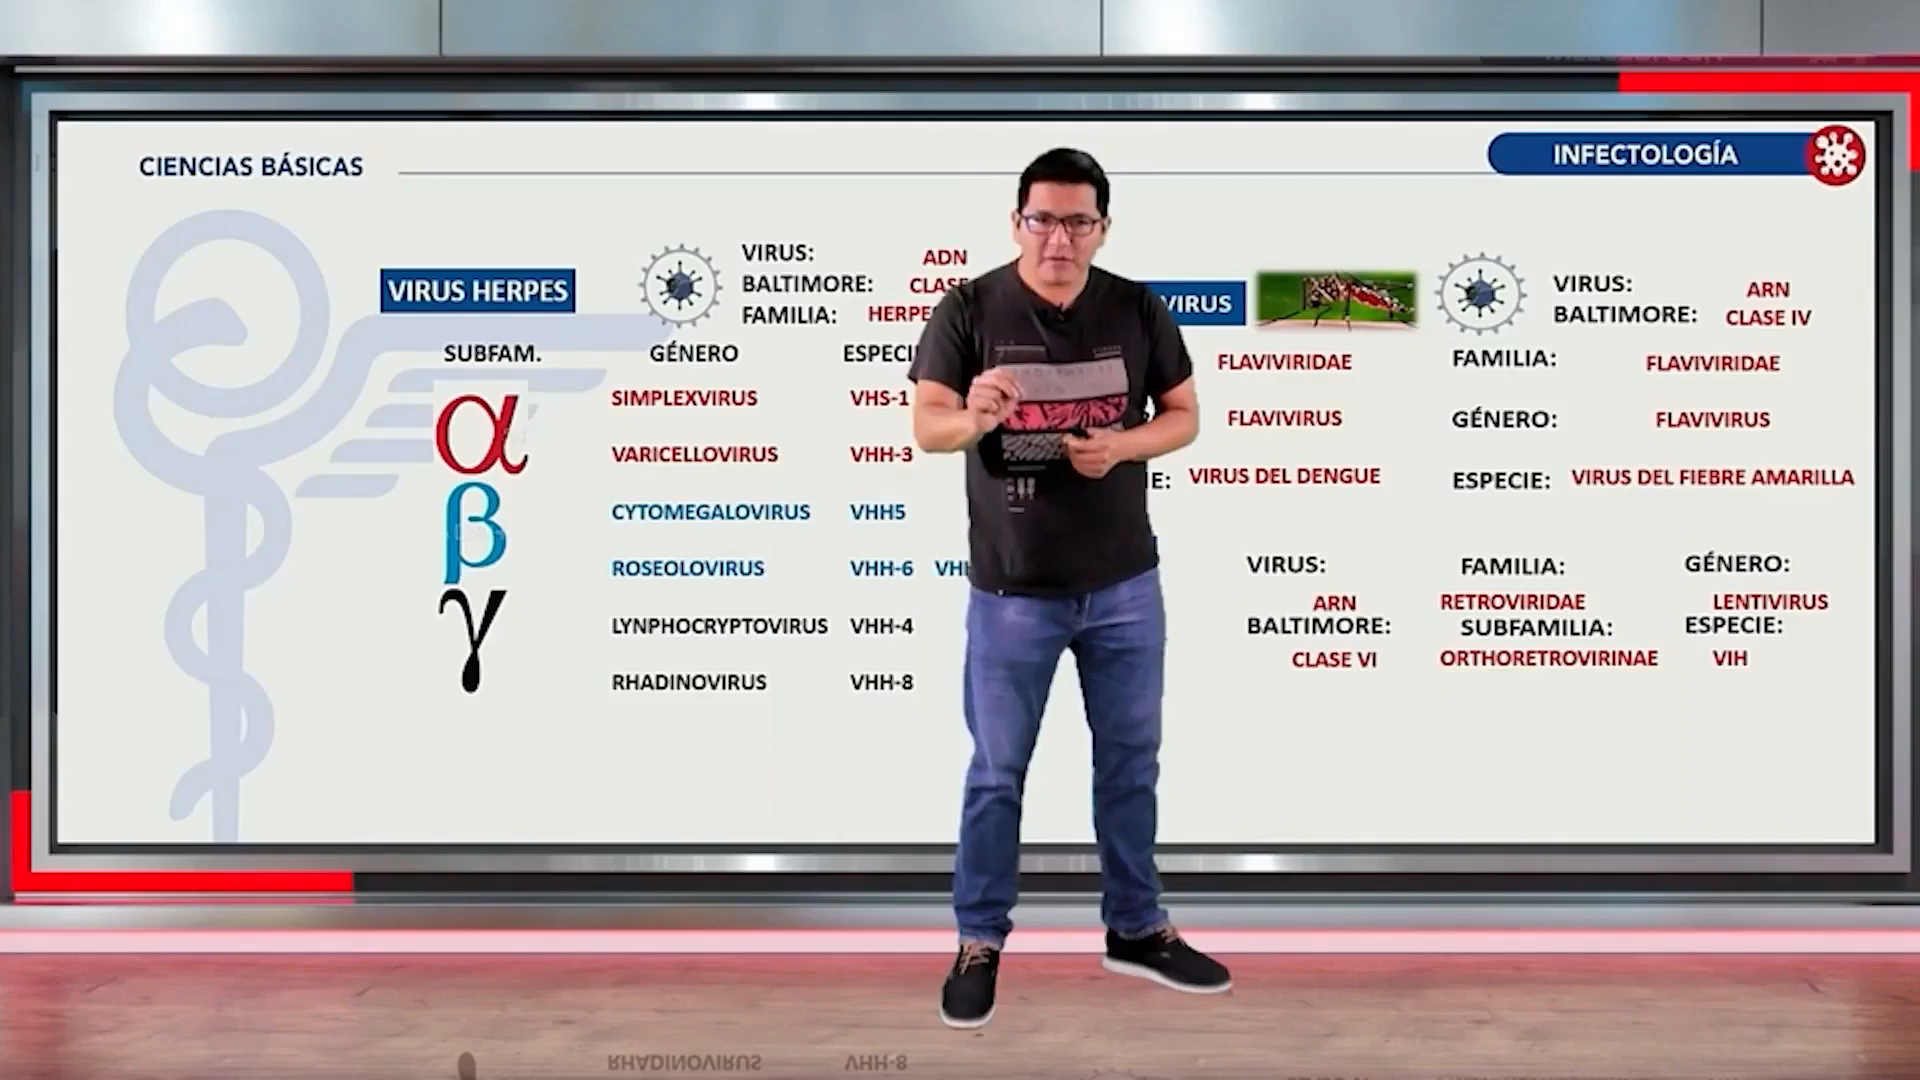 CIENCIAS BÁSICAS
INFECTOLOGÍA
VIRUS HERPES
VIRUS:
ADN
BALTIMORE:
FAMILIA:
SUBFAM.
GÉNERO
α
SIMPLEXVIRUS
VHS-1
VARICELLOVIRUS
VHH-3
β
CYTOMEGALOVIRUS
VHH5
ROSEOLOVIRUS
VHH-6
γ
LYNPHOCRYPTOVIRUS
VHH-4
RHADINOVIRUS
VHH-8
VIRUS
VIRUS:
ARN
BALTIMORE:
CLASE IV
FLAVIVIRIDAE
FAMILIA:
FLAVIVIRIDAE
FLAVIVIRUS
GÉNERO:
FLAVIVIRUS
VIRUS DEL DENGUE
ESPECIE:
VIRUS DEL FIEBRE AMARILLA
VIRUS:
FAMILIA:
GÉNERO:
ARN
RETROVIRIDAE
LENTIVIRUS
BALTIMORE:
SUBFAMILIA:
ESPECIE:
CLASE VI
ORTHORETROVIRINAE
VIH